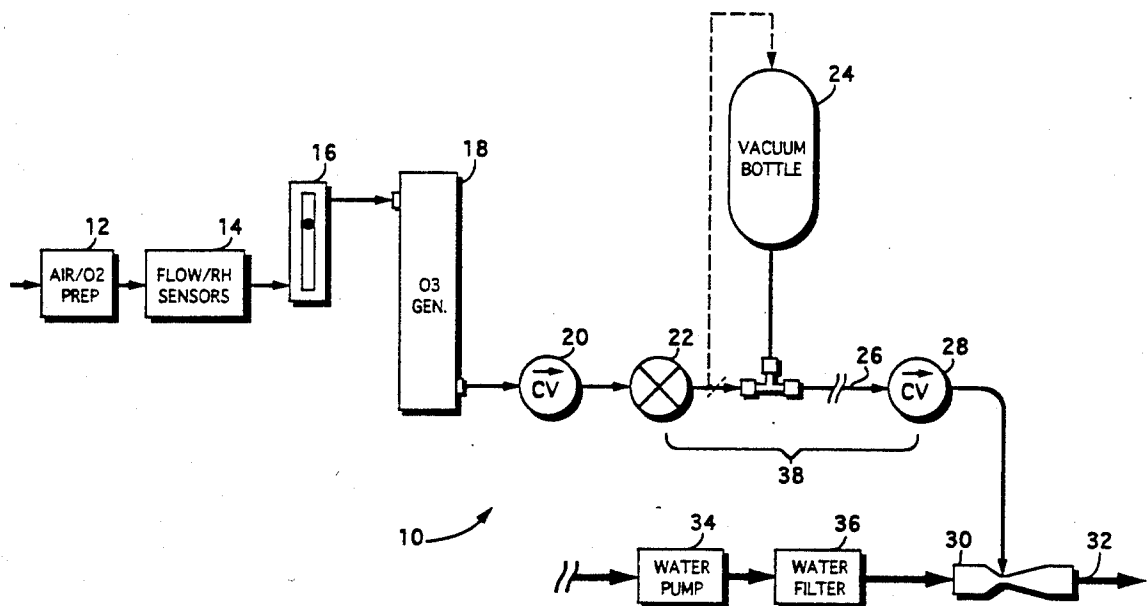 24
VACUUM
BOTTLE
16
18
12
14
AIR/O2
PREP
FLOW/RH
SENSORS
O3
GEN.
20
22
26
28
CV
CV
38
10
34
36
30
32
WATER
PUMP
WATER
FILTER